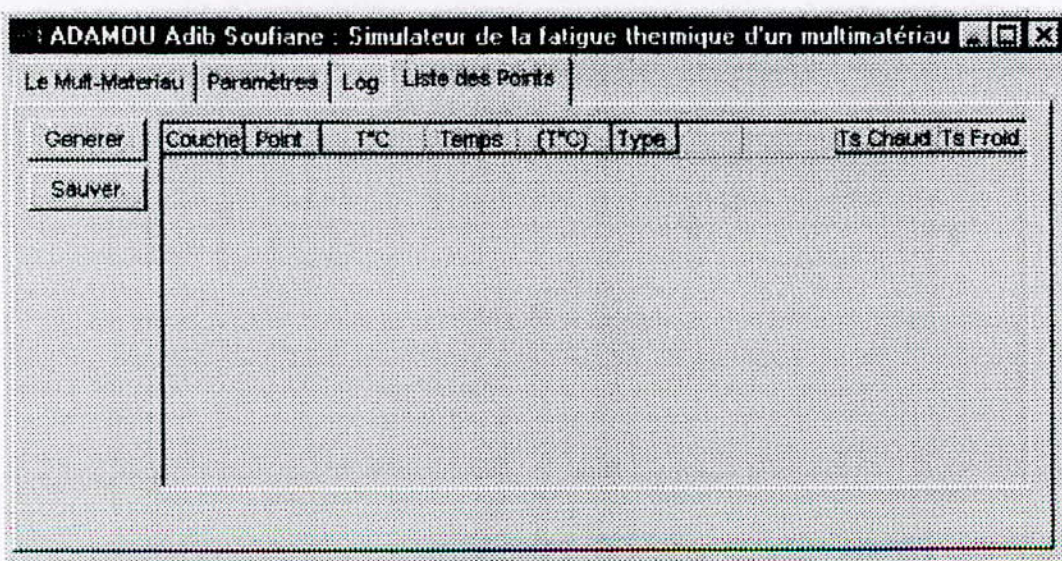 : ADAMOU Adib Soufiane : Simulateur de la fatigue thermique d'un multimatériau
Le Mult-Materiau Paramètres Log Liste des Points
Generer Couche Point T°C Temps (T°C) Type Ts Chaud Ts Froid
Sauver